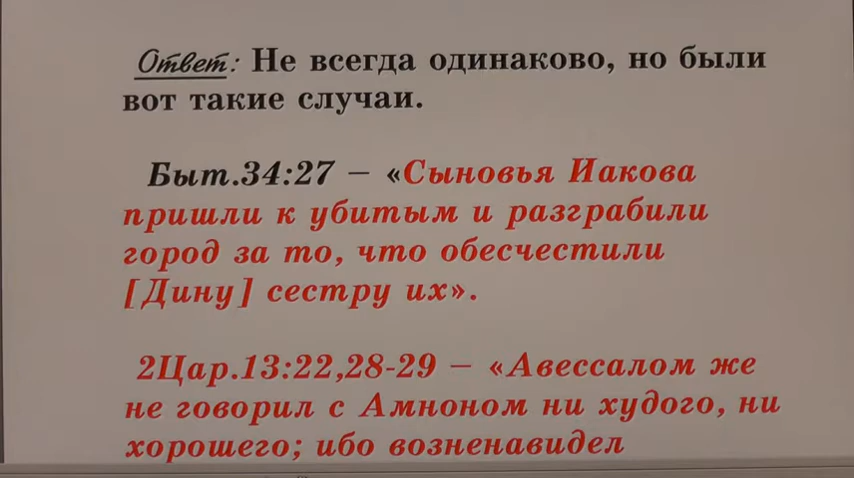 Ответ: Не всегда одинаково, но были
вот такие случаи.
Быт.34:27 – «Сыновья Иакова
пришли к убитым и разграбили
город за то, что обесчестили
[Дину] сестру их».
2Цар.13:22,28-29 – «Авессалом же
не говорил с Амноном ни худого, ни
хорошего; ибо возненавидел